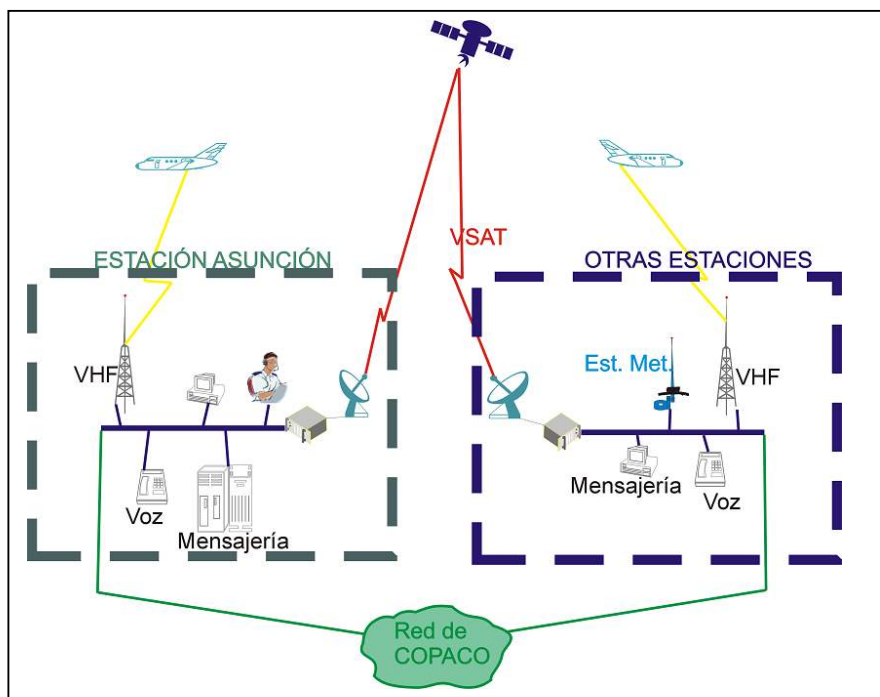 VSAT
ESTACIÓN ASUNCIÓN
VHF
Voz
Mensajería
OTRAS ESTACIONES
Est. Met.
VHF
Mensajería
Voz
Red de
COPACO